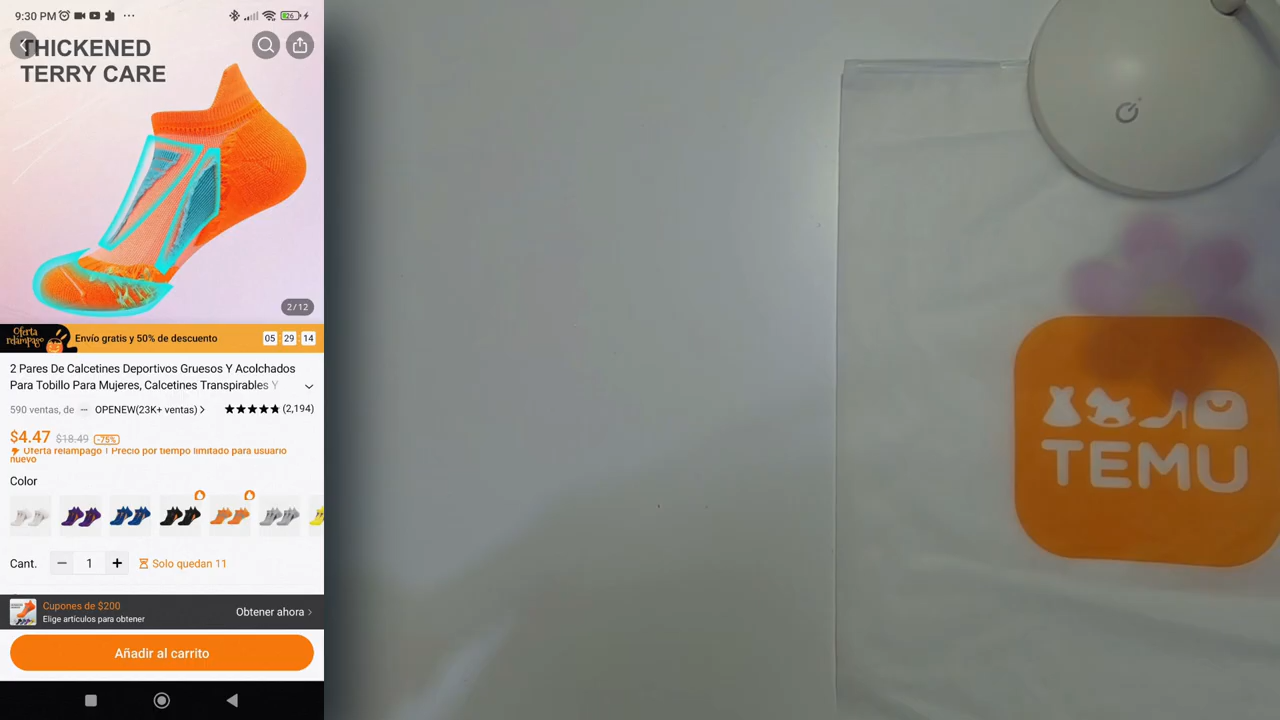 9:30 PM
26
THICKENED
TERRY CARE
2/12
Oferta
relámpago
Envío gratis y 50% de descuento
05 29 14
2 Pares De Calcetines Deportivos Gruesos Y Acolchados
Para Tobillo Para Mujeres, Calcetines Transpirables Y
590 ventas, de ··· OPENEW(23K+ ventas)
(2,194)
$4.47 $18.49 -75%
Oferta relámpago | Precio por tiempo limitado para usuario
nuevo
Color
Cant. − 1 + Solo quedan 11
Cupones de $200
Elige artículos para obtener
Obtener ahora
Añadir al carrito
TEMU